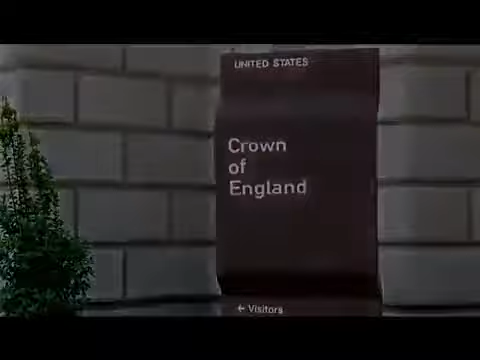 UNITED STATES
Crown
of
England
← Visitors